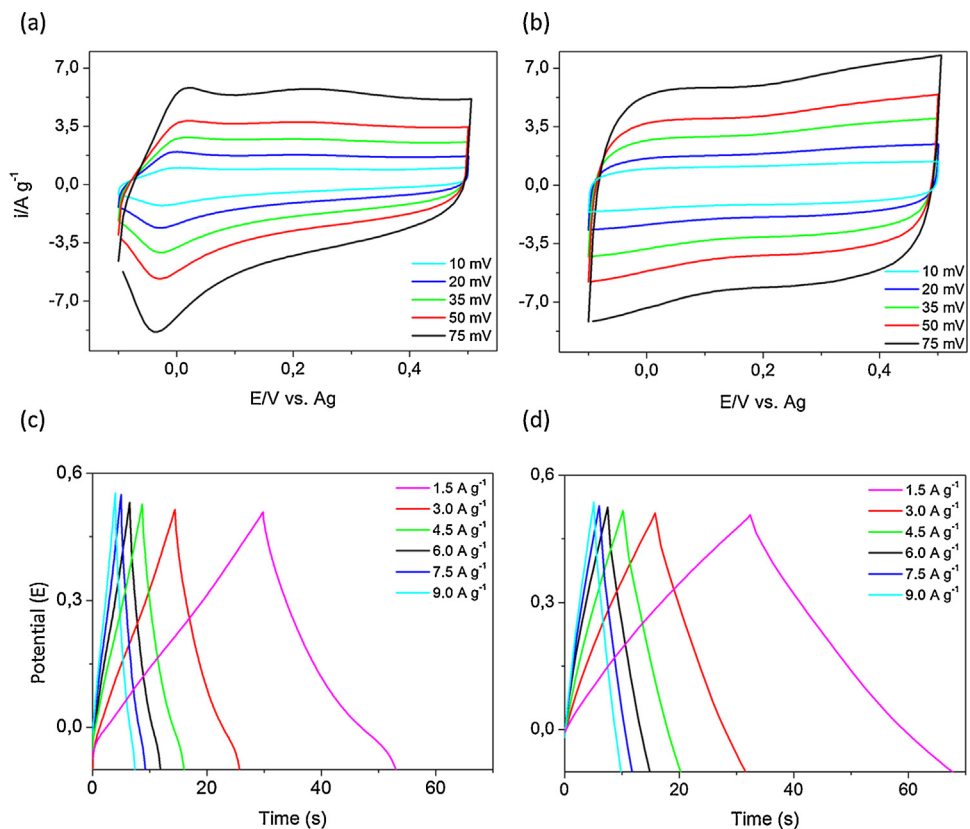 (a)
7,0
3,5
0,0
-3,5
-7,0
i/A g-1
10 mV
20 mV
35 mV
50 mV
75 mV
0,0 0,2 0,4
E/V vs. Ag
(b)
7,0
3,5
0,0
-3,5
-7,0
10 mV
20 mV
35 mV
50 mV
75 mV
0,0 0,2 0,4
E/V vs. Ag
(c)
0,6
0,3
0,0
Potential (E)
1.5 A g-1
3.0 A g-1
4.5 A g-1
6.0 A g-1
7.5 A g-1
9.0 A g-1
0 20 40 60
Time (s)
(d)
0,6
0,3
0,0
1.5 A g-1
3.0 A g-1
4.5 A g-1
6.0 A g-1
7.5 A g-1
9.0 A g-1
0 20 40 60
Time (s)